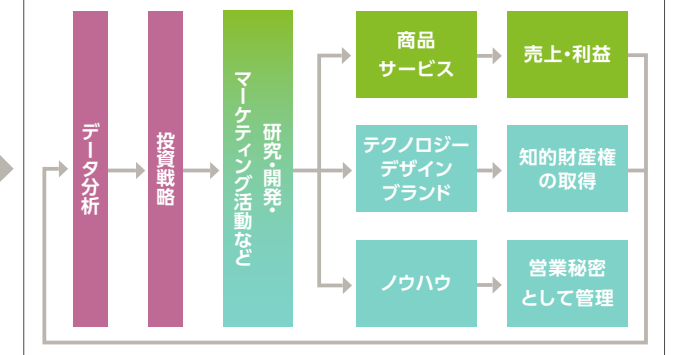 データ分析
投資戦略
研究・開発・
マーケティング活動など
商品
サービス
売上・利益
テクノロジー
デザイン
ブランド
知的財産権
の取得
ノウハウ
営業秘密
として管理